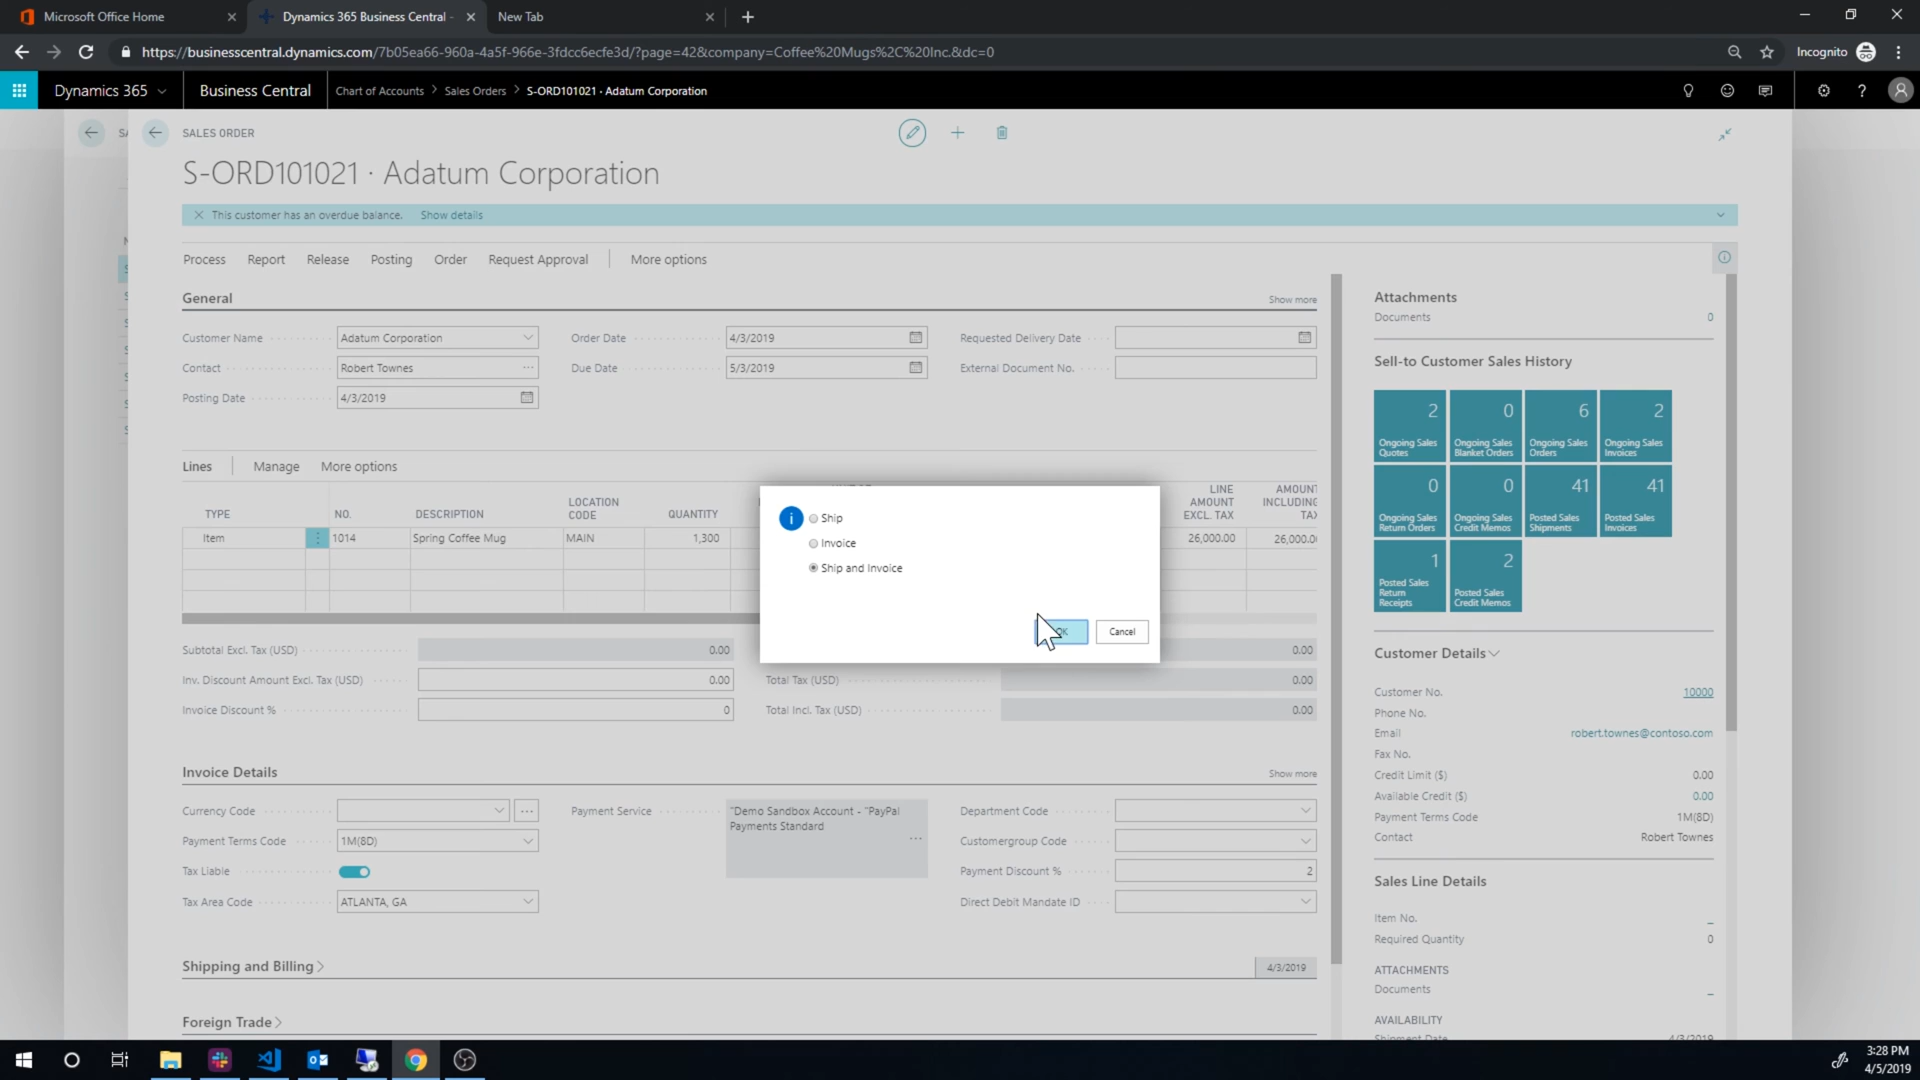 Microsoft Office Home
Dynamics 365 Business Central -
New Tab
https://businesscentral.dynamics.com/7b05ea66-960a-4a5f-966e-3fdcc6ecfe3d/?page=42&company=Coffee%20Mugs%2C%20Inc.&dc=0
Incognito
Dynamics 365
Business Central
Chart of Accounts > Sales Orders > S-ORD101021 · Adatum Corporation
SALES ORDER
S-ORD101021 · Adatum Corporation
This customer has an overdue balance. Show details
Process Report Release Posting Order Request Approval More options
General
Show more
Customer Name
Adatum Corporation
Order Date
4/3/2019
Requested Delivery Date
Contact
Robert Townes
Due Date
5/3/2019
External Document No.
Posting Date
4/3/2019
Lines Manage More options
TYPE
NO.
DESCRIPTION
LOCATION
CODE
QUANTITY
LINE
AMOUNT
EXCL. TAX
AMOUNT
INCLUDING
TAX
Item 1014 Spring Coffee Mug MAIN 1,300 26,000.00 26,000.0
Ship
Invoice
Ship and Invoice
Cancel
Subtotal Excl. Tax (USD)
0.00
0.00
Inv. Discount Amount Excl. Tax (USD)
0.00
Total Tax (USD)
0.00
Invoice Discount %
0
Total Incl. Tax (USD)
0.00
Invoice Details
Show more
Currency Code
Payment Service
"Demo Sandbox Account - "PayPal
Payments Standard
Department Code
Payment Terms Code
1M(8D)
Customergroup Code
Tax Liable
Payment Discount %
2
Tax Area Code
ATLANTA, GA
Direct Debit Mandate ID
Shipping and Billing >
4/3/2019
Foreign Trade >
Attachments
Documents
0
Sell-to Customer Sales History
2
Ongoing Sales
Quotes
0
Ongoing Sales
Blanket Orders
6
Ongoing Sales
Orders
2
Ongoing Sales
Invoices
0
Ongoing Sales
Return Orders
0
Ongoing Sales
Credit Memos
41
Posted Sales
Shipments
41
Posted Sales
Invoices
1
Posted Sales
Return
Receipts
2
Posted Sales
Credit Memos
Customer Details
Customer No.
10000
Phone No.
Email
robert.townes@contoso.com
Fax No.
Credit Limit ($)
0.00
Available Credit ($)
0.00
Payment Terms Code
1M(8D)
Contact
Robert Townes
Sales Line Details
Item No.
_
Required Quantity
0
ATTACHMENTS
Documents
_
AVAILABILITY
Shipment Date
4/3/2019
3:28 PM
4/5/2019